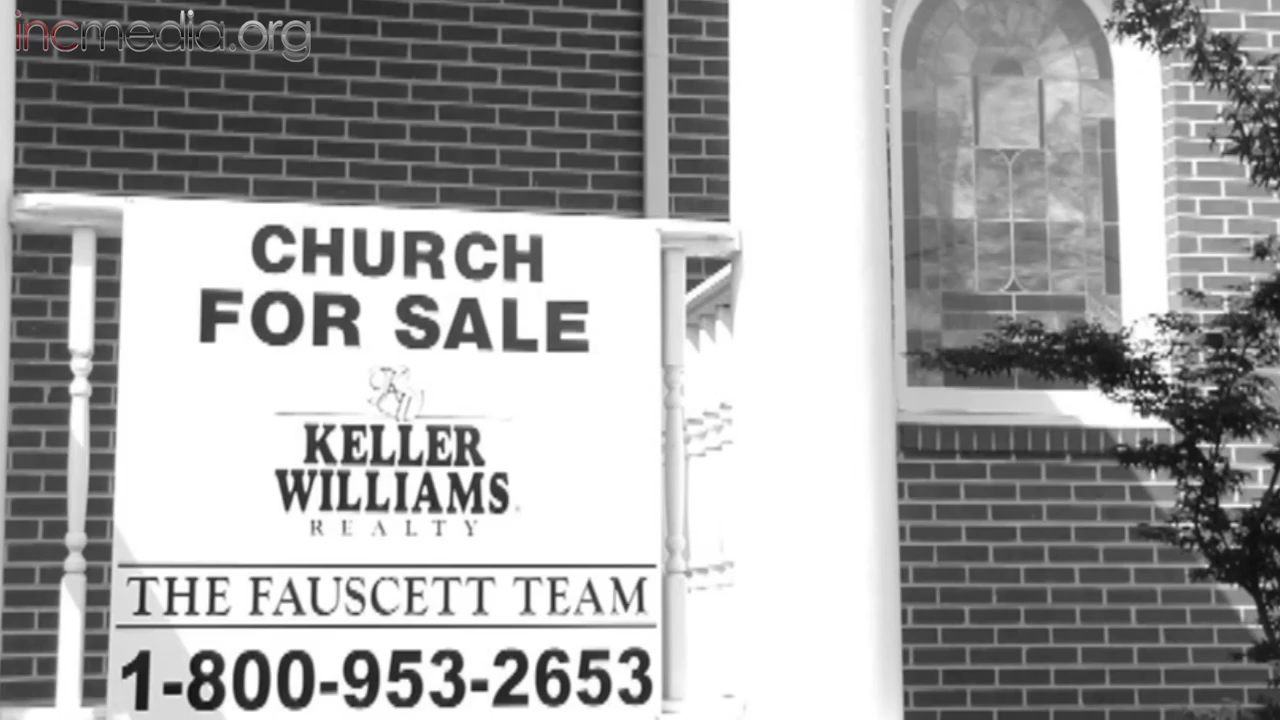 incmedia.org
CHURCH
FOR SALE
KELLER
WILLIAMS
REALTY
THE FAUSCETT TEAM
1-800-953-2653